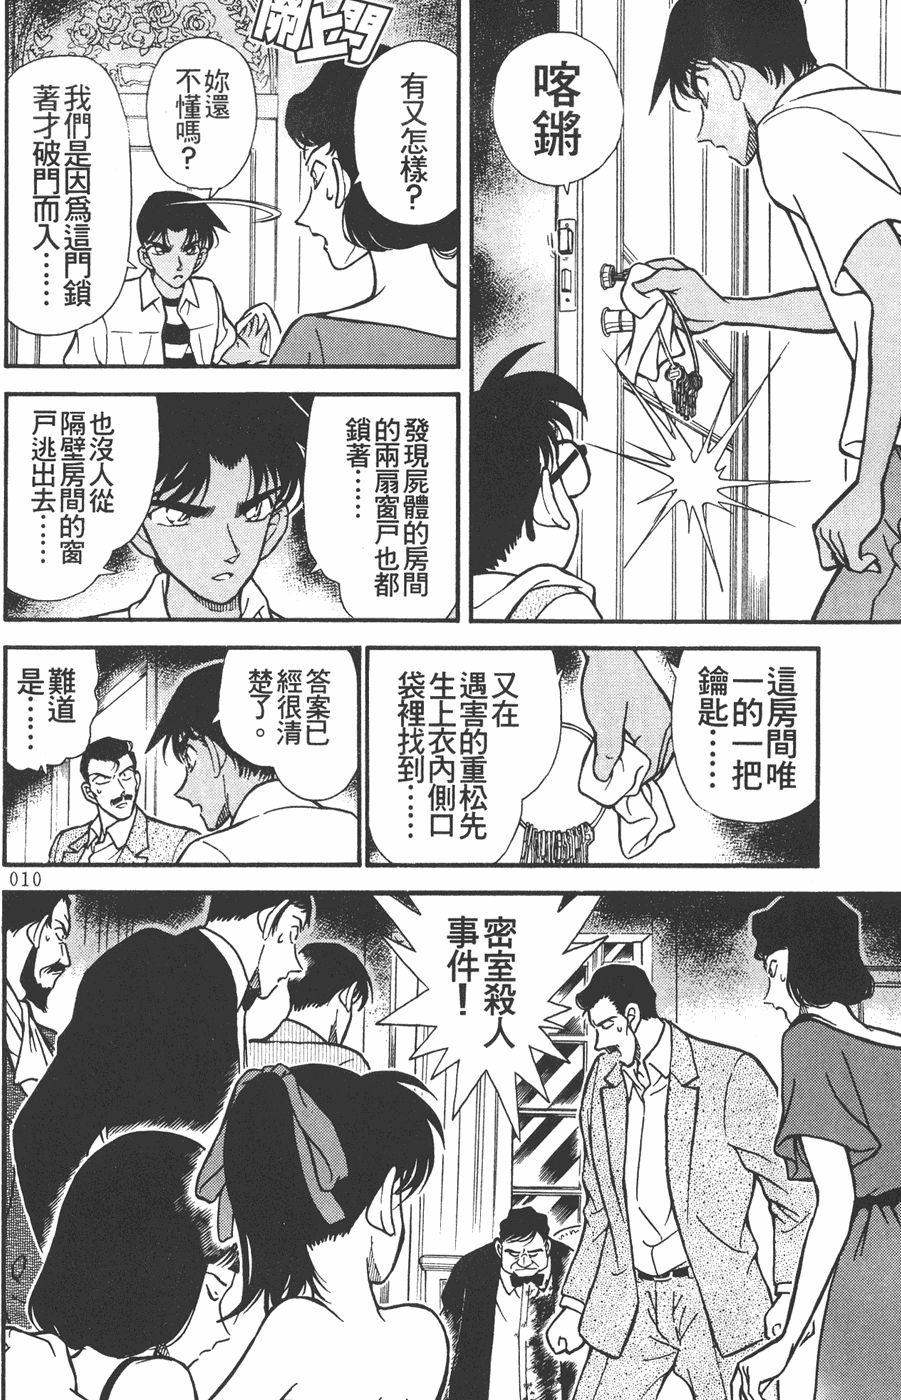 喀鏘
關上門
有又怎樣？
妳還
不懂嗎？
我們是因為這門鎖
著才破門而入……
發現屍體的房間
的兩扇窗戶也都
鎖著……
也沒人從
隔壁房間的窗
戶逃出去……
這房間唯
一的一把
鑰匙……
又在
遇害的重松先
生上衣內側口
袋裡找到……
答案已
經很清
楚了。
難道
是……
010
密室殺人
事件！